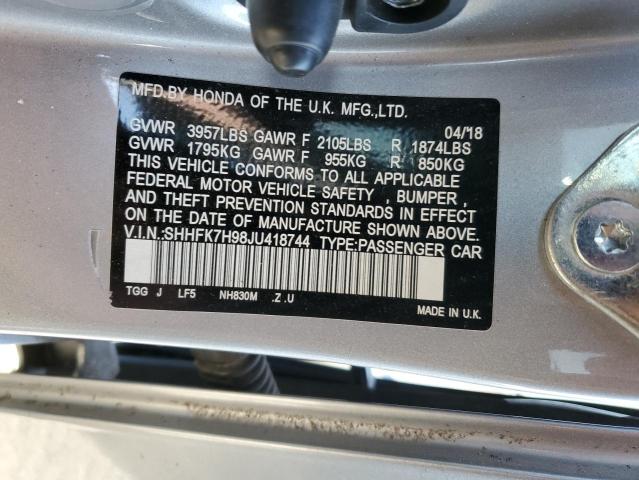 MFD.BY HONDA OF THE U.K. MFG.,LTD.
04/18
GVWR 3957LBS GAWR F 2105LBS R 1874LBS
GVWR 1795KG GAWR F 955KG R 850KG
THIS VEHICLE CONFORMS TO ALL APPLICABLE
FEDERAL MOTOR VEHICLE SAFETY , BUMPER ,
AND THEFT PREVENTION STANDARDS IN EFFECT
ON THE DATE OF MANUFACTURE SHOWN ABOVE.
V.I.N.:SHHFK7H98JU418744 TYPE:PASSENGER CAR
TGG J LF5 NH830M .Z .U
MADE IN U.K.